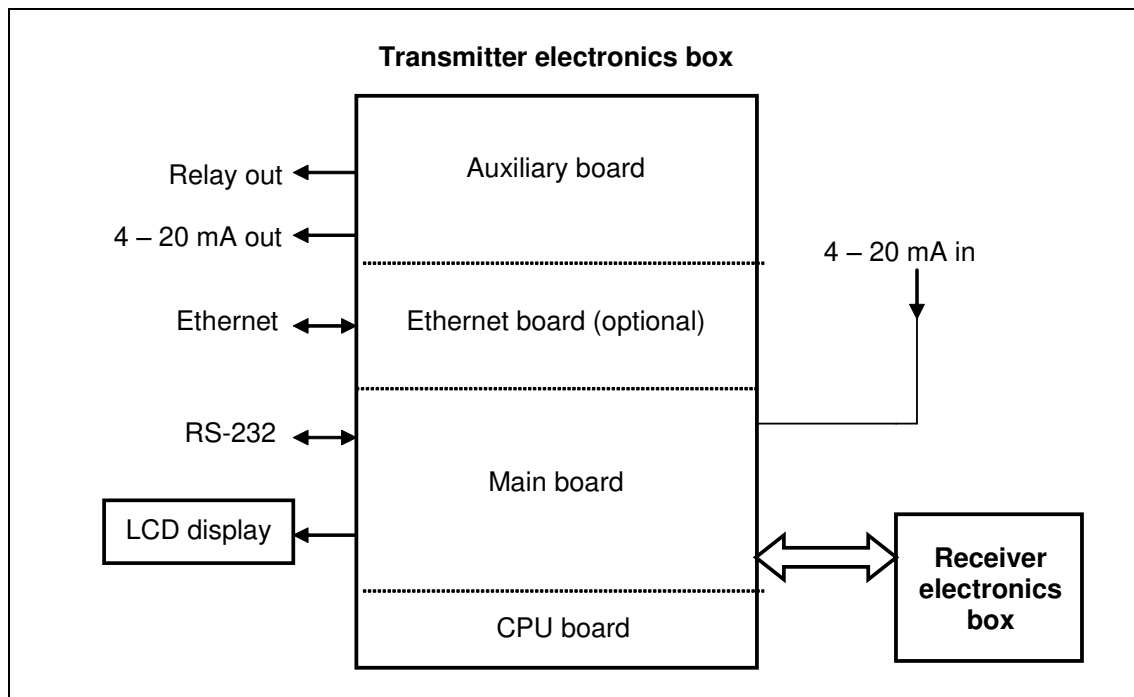 Transmitter electronics box
Auxiliary board
Relay out
4 – 20 mA out
4 – 20 mA in
Ethernet
Ethernet board (optional)
RS-232
Main board
LCD display
Receiver
electronics
box
CPU board